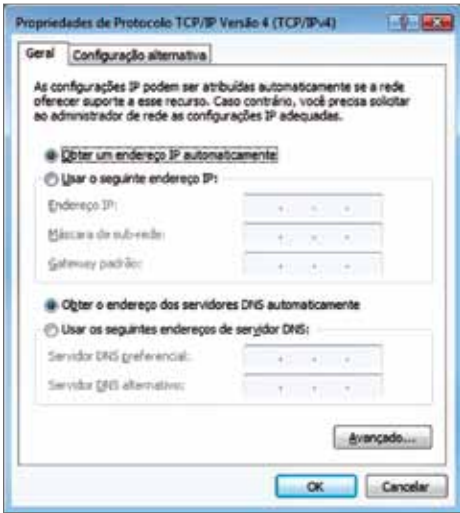 Propriedades de Protocolo TCP/IP Versão 4 (TCP/IPv4)
Geral
Configuração alternativa
As configurações IP podem ser atribuídas automaticamente se a rede
oferecer suporte a esse recurso. Caso contrário, você precisa solicitar
ao administrador de rede as configurações IP adequadas.
Obter um endereço IP automaticamente
Usar o seguinte endereço IP:
Endereço IP:
Máscara de sub-rede:
Gateway padrão:
Obter o endereço dos servidores DNS automaticamente
Usar os seguintes endereços de servidor DNS:
Servidor DNS preferencial:
Servidor DNS alternativo:
Avançado...
OK
Cancelar